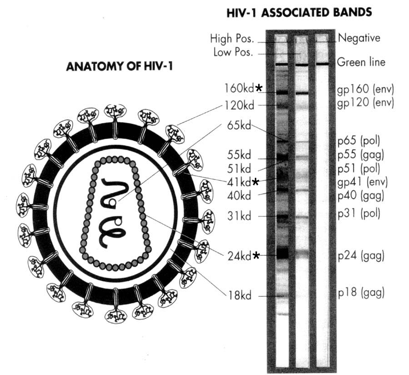 HIV-1 ASSOCIATED BANDS
High Pos.
Negative
Low Pos.
Green line
ANATOMY OF HIV-1
160kd*
gp160 (env)
120kd
gp120 (env)
65kd
p65 (pol)
55kd
p55 (gag)
51kd
p51 (pol)
41kd*
gp41 (env)
40kd
p40 (gag)
31kd
p31 (pol)
24kd*
p24 (gag)
18kd
p18 (gag)